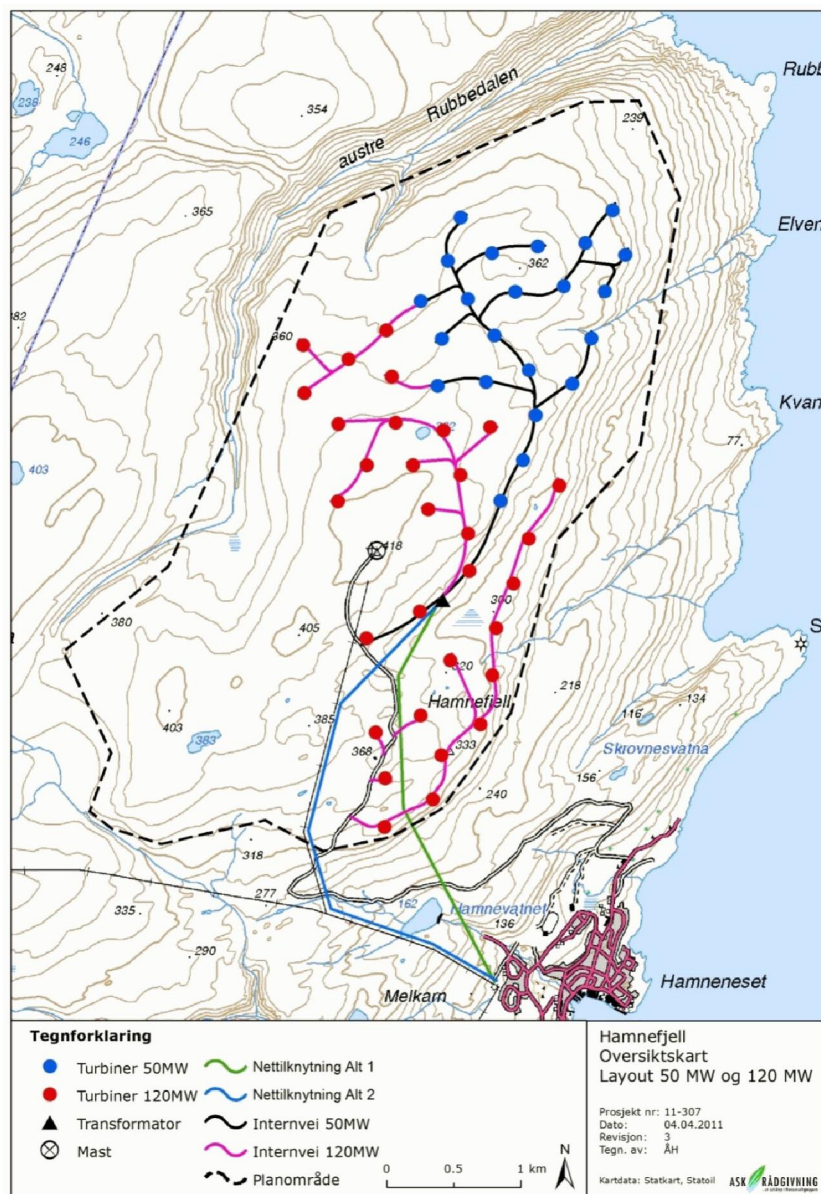 248
238
246
354
austre Rubbedalen
Rubb
239
365
362
Elven
382
360
Kvan
77
403
418
380
405
300
S
320
218
Hamnefjell
134
403
383
385
116
Skrovnesvatna
368
333
156
240
318
277
162
Hamnevatnet
335
136
290
Melkarn
Hamneneset
Tegnforklaring
Turbiner 50MW
Turbiner 120MW
Transformator
Mast
Nettilknytning Alt 1
Nettilknytning Alt 2
Internvei 50MW
Internvei 120MW
Planområde
0 0.5 1 km
N
Hamnefjell
Oversiktskart
Layout 50 MW og 120 MW
Prosjekt nr: 11-307
Dato: 04.04.2011
Revisjon: 3
Tegn. av: ÅH
Kartdata: Statkart, Statoil
ASK RÅDGIVNING